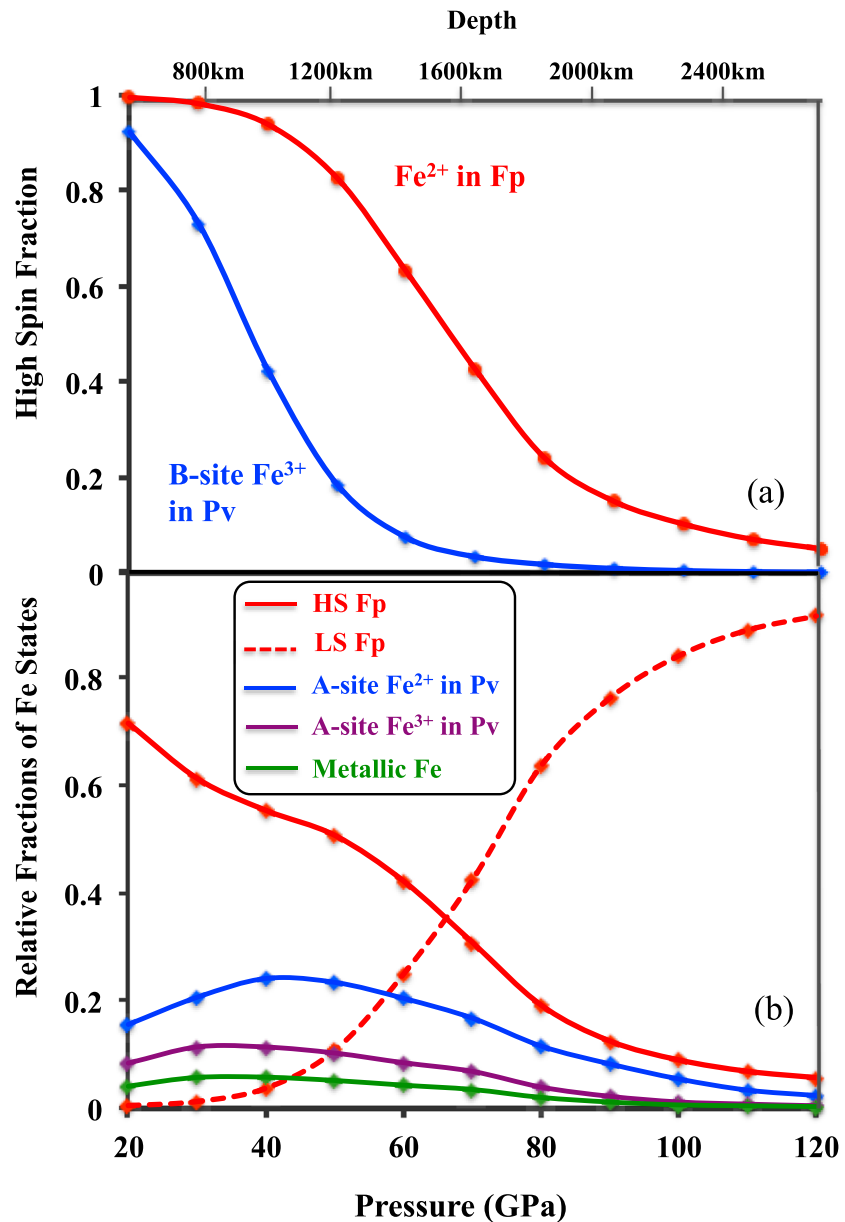 Depth
800km 1200km 1600km 2000km 2400km
1
0.8
0.6
0.4
0.2
0
High Spin Fraction
Fe²⁺ in Fp
B-site Fe³⁺
in Pv
(a)
HS Fp
LS Fp
A-site Fe²⁺ in Pv
A-site Fe³⁺ in Pv
Metallic Fe
0.8
0.6
0.4
0.2
0
Relative Fractions of Fe States
(b)
20 40 60 80 100 120
Pressure (GPa)